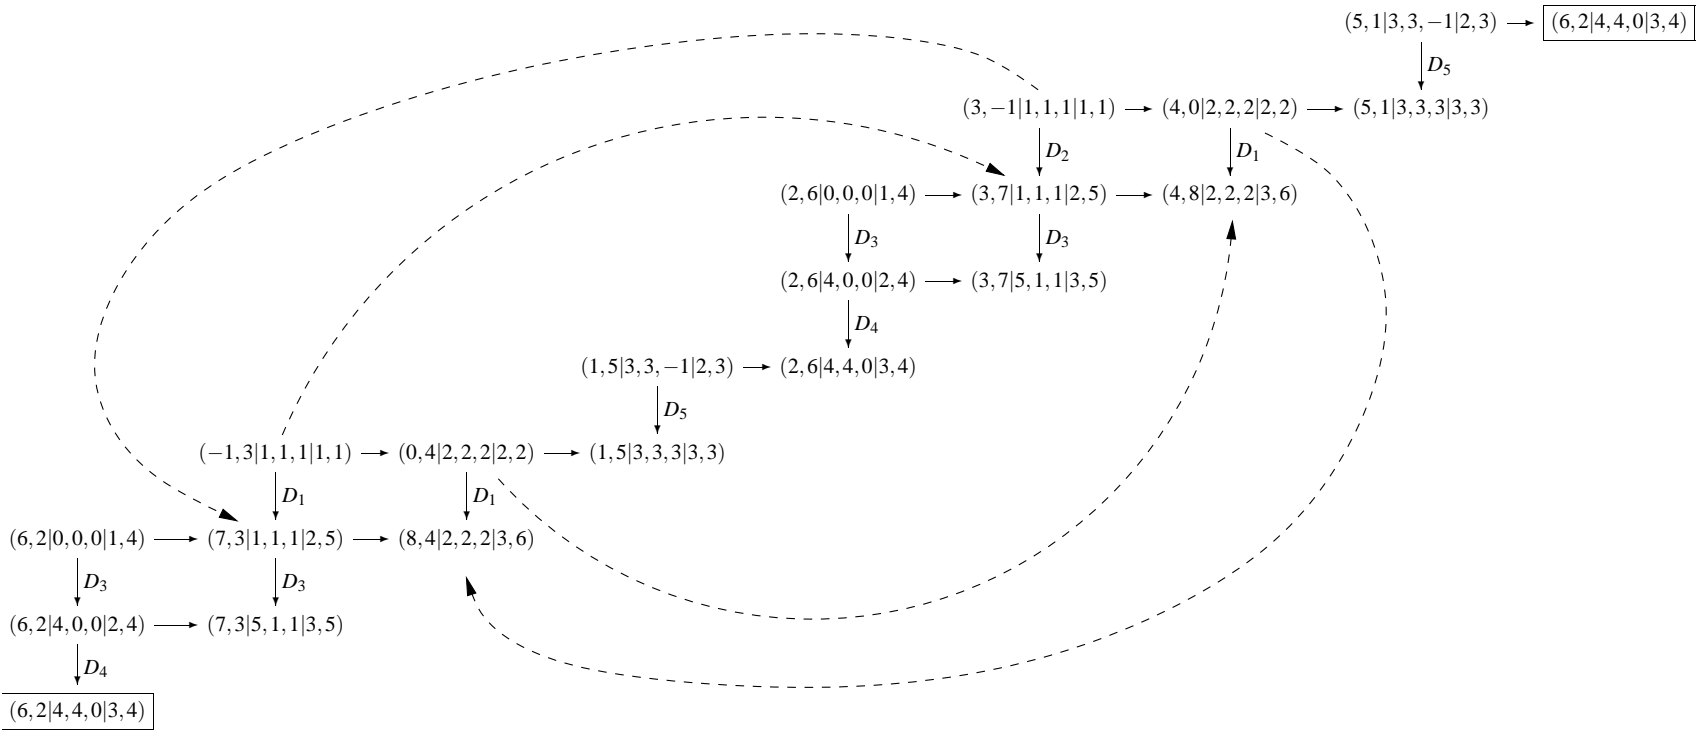 (5,1|3,3,−1|2,3) (6,2|4,4,0|3,4)
D₅
(3,−1|1,1,1|1,1) (4,0|2,2,2|2,2) (5,1|3,3,3|3,3)
D₂ D₁
(2,6|0,0,0|1,4) (3,7|1,1,1|2,5) (4,8|2,2,2|3,6)
D₃ D₃
(2,6|4,0,0|2,4) (3,7|5,1,1|3,5)
D₄
(1,5|3,3,−1|2,3) (2,6|4,4,0|3,4)
D₅
(−1,3|1,1,1|1,1) (0,4|2,2,2|2,2) (1,5|3,3,3|3,3)
D₁ D₁
(6,2|0,0,0|1,4) (7,3|1,1,1|2,5) (8,4|2,2,2|3,6)
D₃ D₃
(6,2|4,0,0|2,4) (7,3|5,1,1|3,5)
D₄
(6,2|4,4,0|3,4)